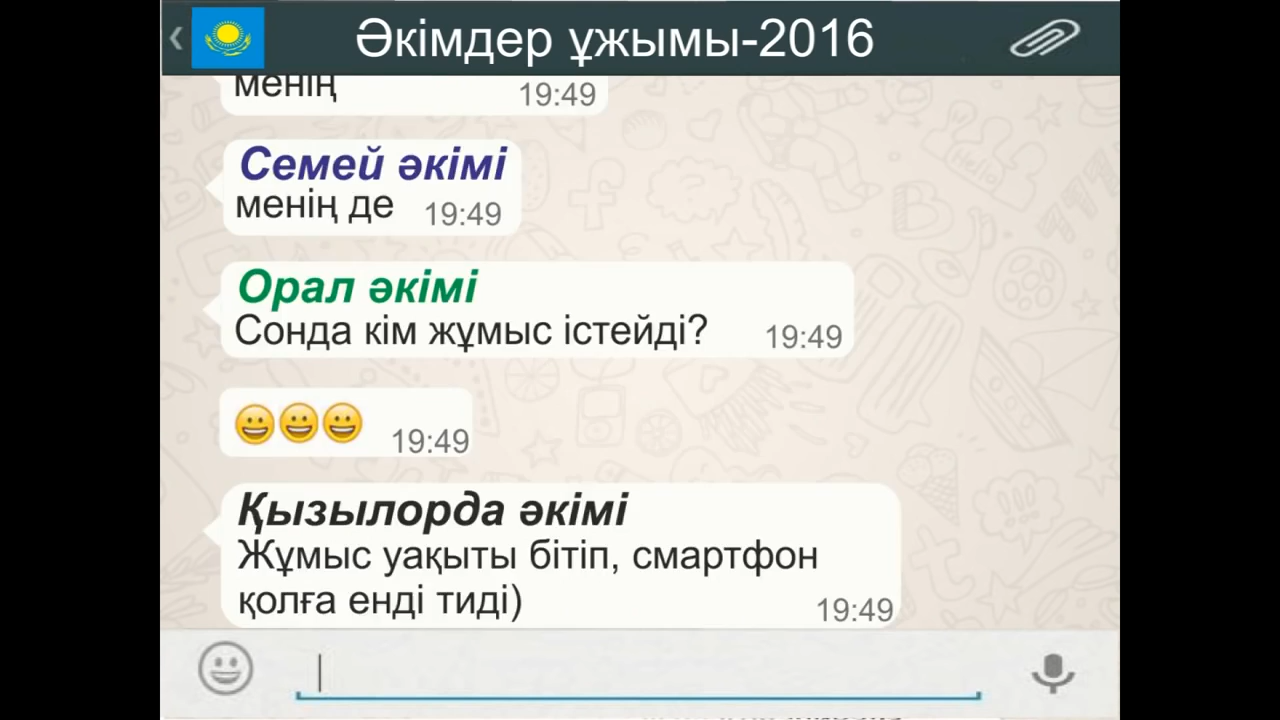 Әкімдер ұжымы-2016
менің
19:49
Семей әкімі
менің де 19:49
Орал әкімі
Сонда кім жұмыс істейді? 19:49
19:49
Қызылорда әкімі
Жұмыс уақыты бітіп, смартфон
қолға енді тиді) 19:49